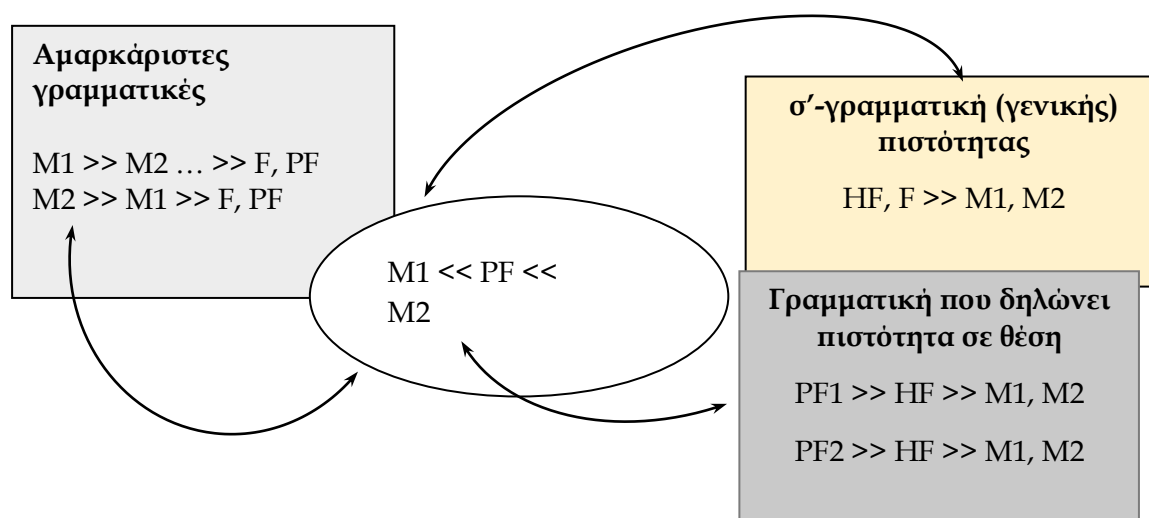 Αμαρκάριστες
γραμματικές
M1 >> M2 … >> F, PF
M2 >> M1 >> F, PF
M1 << PF <<
M2
σ’-γραμματική (γενικής)
πιστότητας
HF, F >> M1, M2
Γραμματική που δηλώνει
πιστότητα σε θέση
PF1 >> HF >> M1, M2
PF2 >> HF >> M1, M2